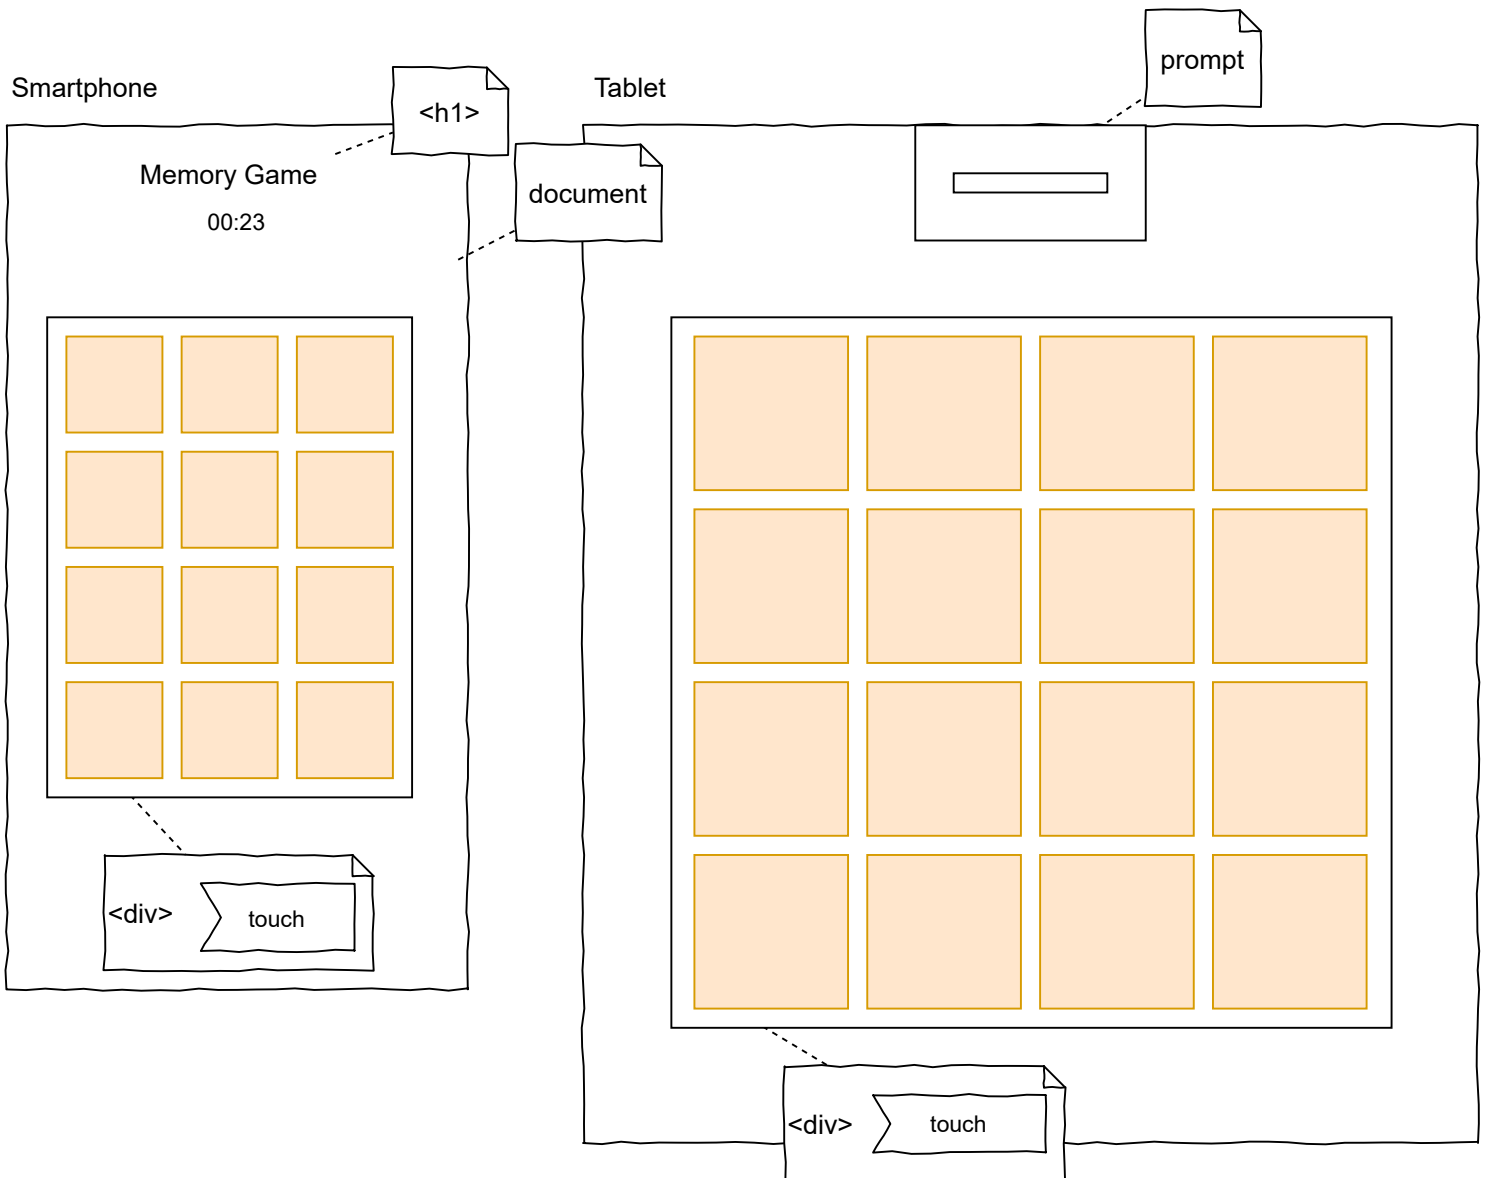 Smartphone
<h1>
Memory Game
00:23
document
<div>
touch
Tablet
prompt
<div>
touch